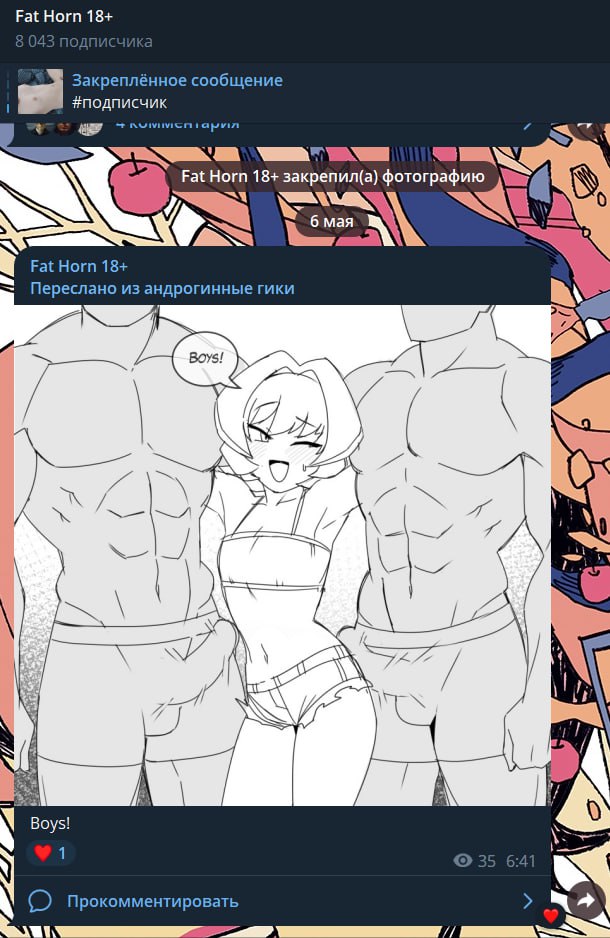 Fat Horn 18+
8 043 подписчика
Закреплённое сообщение
#подписчик
4 комментария
Fat Horn 18+ закрепил(а) фотографию
6 мая
Fat Horn 18+
Переслано из андрогинные гики
BOYS!
Boys!
1
35 6:41
Прокомментировать